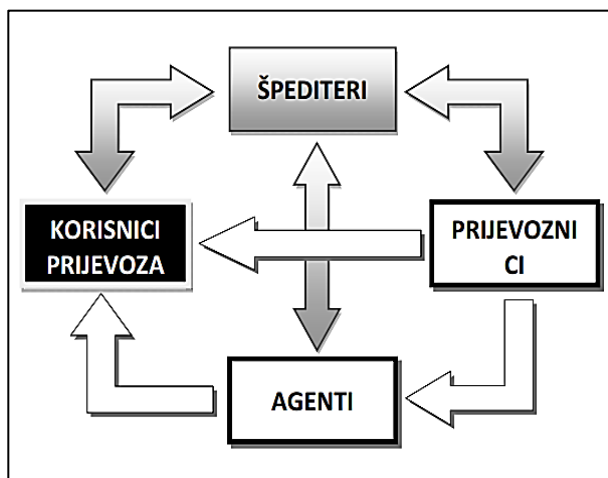 ŠPEDITERI
KORISNICI
PRIJEVOZA
PRIJEVOZNI
CI
AGENTI